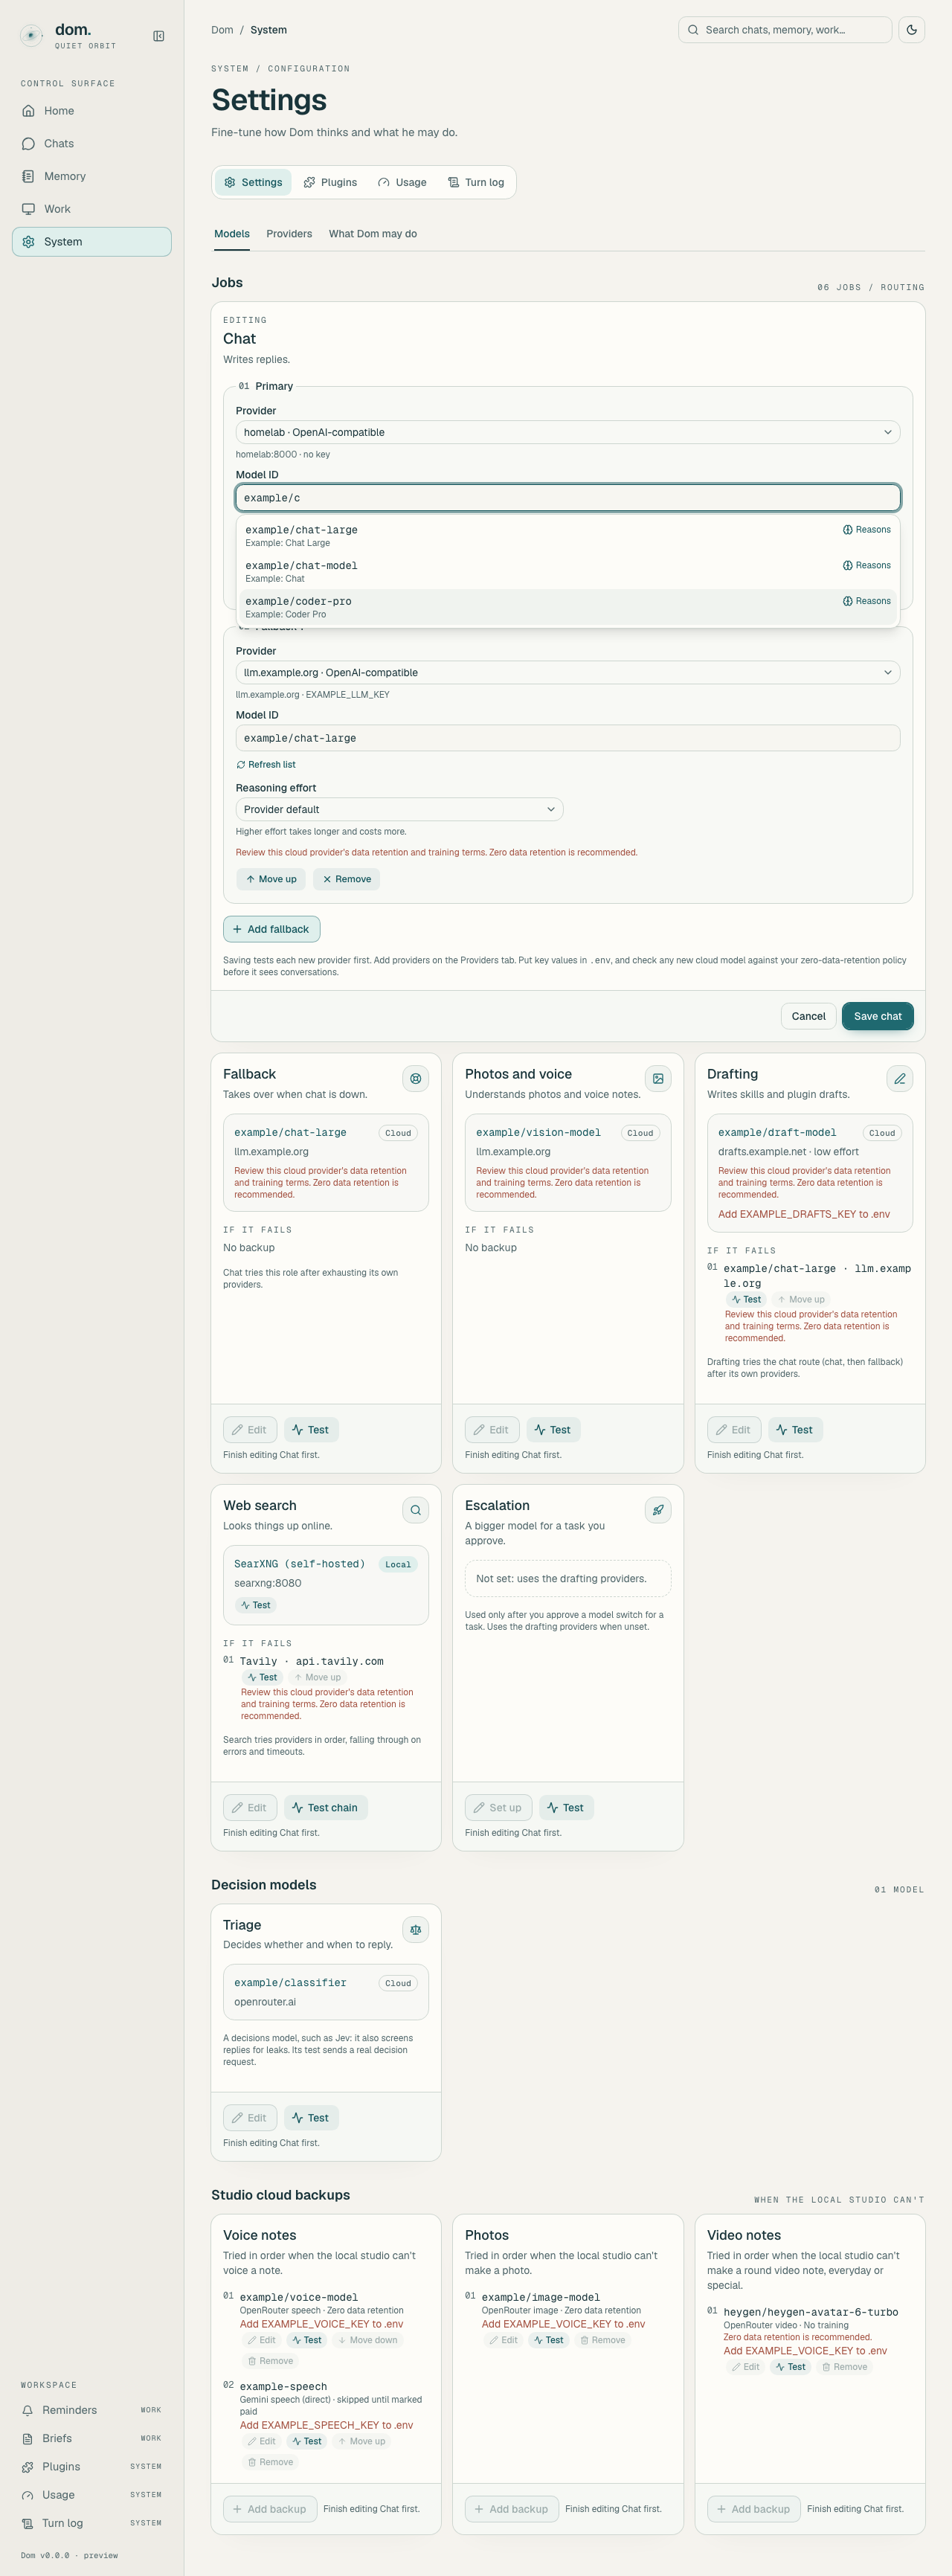 dom.
QUIET ORBIT
CONTROL SURFACE
Home
Chats
Memory
Work
System
Dom / System
Search chats, memory, work...
SYSTEM / CONFIGURATION
Settings
Fine-tune how Dom thinks and what he may do.
Settings
Plugins
Usage
Turn log
Models
Providers
What Dom may do
Jobs
06 JOBS / ROUTING
EDITING
Chat
Writes replies.
01 Primary
Provider
homelab · OpenAI-compatible
homelab:8000 · no key
Model ID
example/c
example/chat-large
Reasons
Example: Chat Large
example/chat-model
Reasons
Example: Chat
example/coder-pro
Reasons
Example: Coder Pro
Provider
llm.example.org · OpenAI-compatible
llm.example.org · EXAMPLE_LLM_KEY
Model ID
example/chat-large
Refresh list
Reasoning effort
Provider default
Higher effort takes longer and costs more.
Review this cloud provider's data retention and training terms. Zero data retention is recommended.
Move up
Remove
Add fallback
Saving tests each new provider first. Add providers on the Providers tab. Put key values in .env, and check any new cloud model against your zero-data-retention policy
before it sees conversations.
Cancel
Save chat
Fallback
Takes over when chat is down.
example/chat-large
Cloud
llm.example.org
Review this cloud provider's data retention
and training terms. Zero data retention is
recommended.
IF IT FAILS
No backup
Chat tries this role after exhausting its own
providers.
Edit
Test
Finish editing Chat first.
Photos and voice
Understands photos and voice notes.
example/vision-model
Cloud
llm.example.org
Review this cloud provider's data retention
and training terms. Zero data retention is
recommended.
IF IT FAILS
No backup
Edit
Test
Finish editing Chat first.
Drafting
Writes skills and plugin drafts.
example/draft-model
Cloud
drafts.example.net · low effort
Review this cloud provider's data retention
and training terms. Zero data retention is
recommended.
Add EXAMPLE_DRAFTS_KEY to .env
IF IT FAILS
01 example/chat-large · llm.examp
le.org
Test
Move up
Review this cloud provider's data retention
and training terms. Zero data retention is
recommended.
Drafting tries the chat route (chat, then fallback)
after its own providers.
Edit
Test
Finish editing Chat first.
Web search
Looks things up online.
SearXNG (self-hosted)
Local
searxng:8080
Test
IF IT FAILS
01 Tavily · api.tavily.com
Test
Move up
Review this cloud provider's data retention
and training terms. Zero data retention is
recommended.
Search tries providers in order, falling through on
errors and timeouts.
Edit
Test chain
Finish editing Chat first.
Escalation
A bigger model for a task you
approve.
Not set: uses the drafting providers.
Used only after you approve a model switch for a
task. Uses the drafting providers when unset.
Set up
Test
Finish editing Chat first.
Decision models
01 MODEL
Triage
Decides whether and when to reply.
example/classifier
Cloud
openrouter.ai
A decisions model, such as Jev: it also screens
replies for leaks. Its test sends a real decision
request.
Edit
Test
Finish editing Chat first.
Studio cloud backups
WHEN THE LOCAL STUDIO CAN'T
Voice notes
Tried in order when the local studio can't
voice a note.
01 example/voice-model
OpenRouter speech · Zero data retention
Add EXAMPLE_VOICE_KEY to .env
Edit
Test
Move down
Remove
02 example-speech
Gemini speech (direct) · skipped until marked
paid
Add EXAMPLE_SPEECH_KEY to .env
Edit
Test
Move up
Remove
Add backup
Finish editing Chat first.
Photos
Tried in order when the local studio can't
make a photo.
01 example/image-model
OpenRouter image · Zero data retention
Add EXAMPLE_VOICE_KEY to .env
Edit
Test
Remove
Add backup
Finish editing Chat first.
Video notes
Tried in order when the local studio can't
make a round video note, everyday or
special.
01 heygen/heygen-avatar-6-turbo
OpenRouter video · No training
Zero data retention is recommended.
Add EXAMPLE_VOICE_KEY to .env
Edit
Test
Remove
Add backup
Finish editing Chat first.
WORKSPACE
Reminders
WORK
Briefs
WORK
Plugins
SYSTEM
Usage
SYSTEM
Turn log
SYSTEM
Dom v0.0.0 · preview